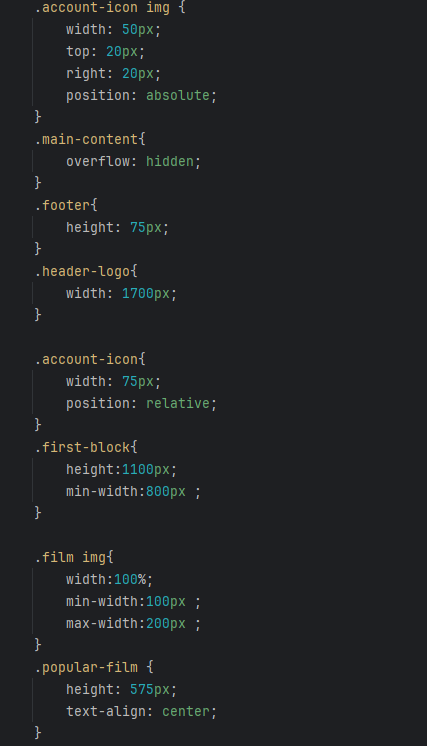 .account-icon img {
    width: 50px;
    top: 20px;
    right: 20px;
    position: absolute;
}
.main-content{
    overflow: hidden;
}
.footer{
    height: 75px;
}
.header-logo{
    width: 1700px;
}

.account-icon{
    width: 75px;
    position: relative;
}
.first-block{
    height:1100px;
    min-width:800px ;
}

.film img{
    width:100%;
    min-width:100px ;
    max-width:200px ;
}
.popular-film {
    height: 575px;
    text-align: center;
}